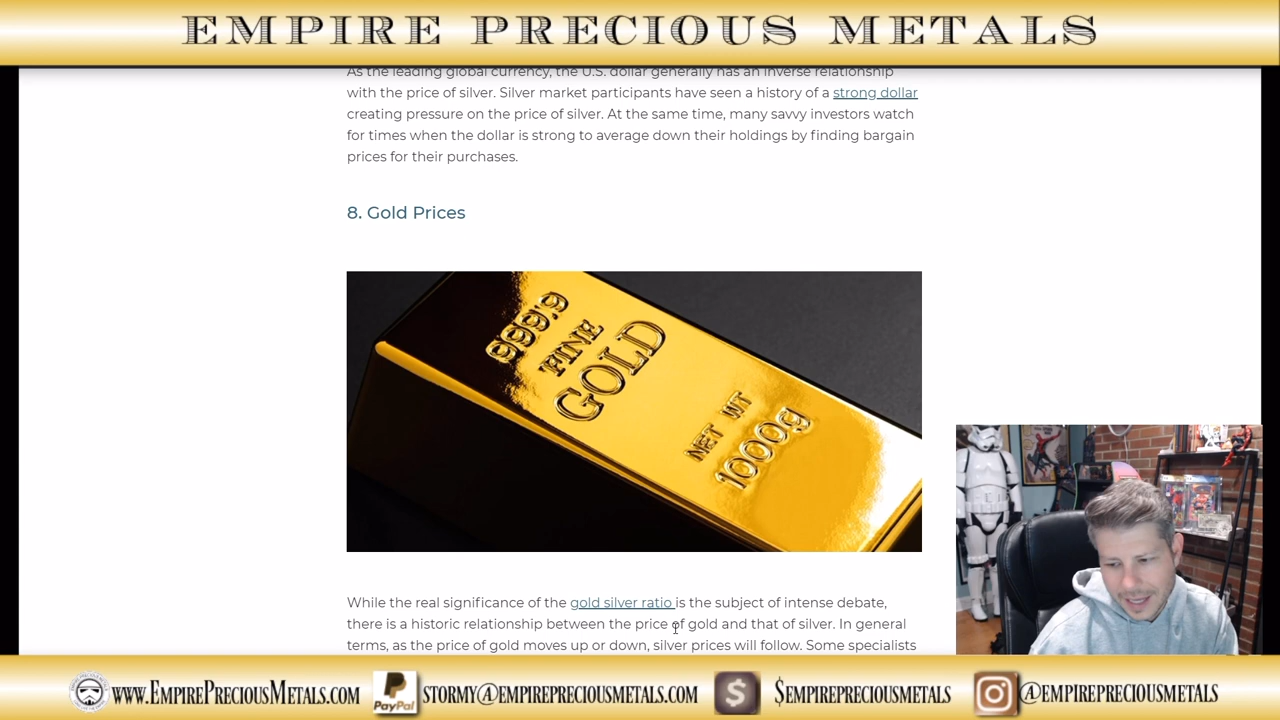 EMPIRE PRECIOUS METALS
As the leading global currency, the U.S. dollar generally has an inverse relationship
with the price of silver. Silver market participants have seen a history of a strong dollar
creating pressure on the price of silver. At the same time, many savvy investors watch
for times when the dollar is strong to average down their holdings by finding bargain
prices for their purchases.
8. Gold Prices
999,9
FINE
GOLD
NET WT
1000g
While the real significance of the gold silver ratio is the subject of intense debate,
there is a historic relationship between the price of gold and that of silver. In general
terms, as the price of gold moves up or down, silver prices will follow. Some specialists
www.EmpirePreciousMetals.com
PayPal
stormy@empirepreciousmetals.com
$empirepreciousmetals
@empirepreciousmetals